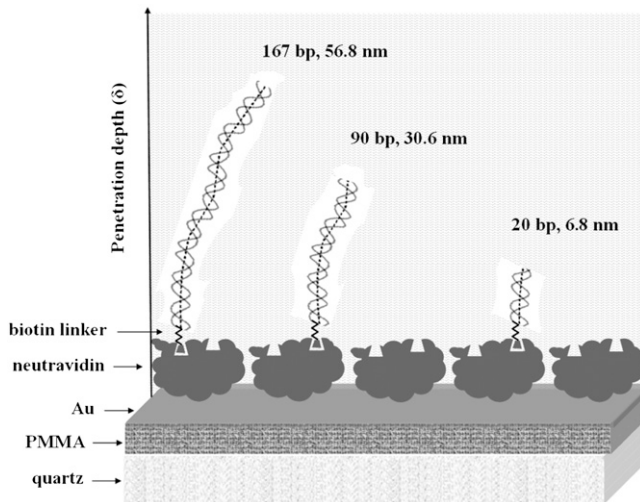 167 bp, 56.8 nm
90 bp, 30.6 nm
20 bp, 6.8 nm
Penetration depth (δ)
biotin linker
neutravidin
Au
PMMA
quartz